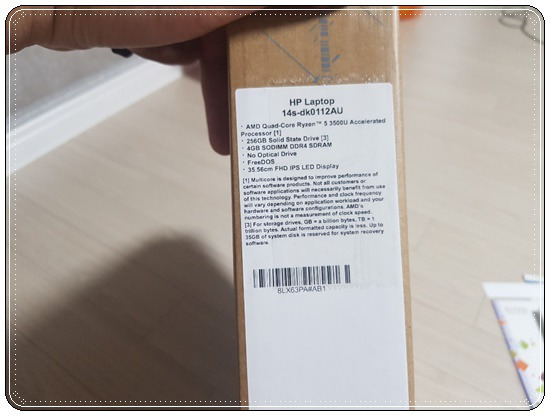 HP Laptop
14s-dk0112AU
· AMD Quad-Core Ryzen™ 5 3500U Accelerated
Processor [1]
· 256GB Solid State Drive [3]
· 4GB SODIMM DDR4 SDRAM
· No Optical Drive
· FreeDOS
· 35.56cm FHD IPS LED Display
[1] Multicore is designed to improve performance of
certain software products. Not all customers or
software applications will necessarily benefit from use
of this technology. Performance and clock frequency
will vary depending on application workload and your
hardware and software configurations. AMD's
numbering is not a measurement of clock speed.
[3] For storage drives, GB = a billion bytes, TB = 1
trillion bytes. Actual formatted capacity is less. Up to
35GB of system disk is reserved for system recovery
software.
8LX63PA#AB1